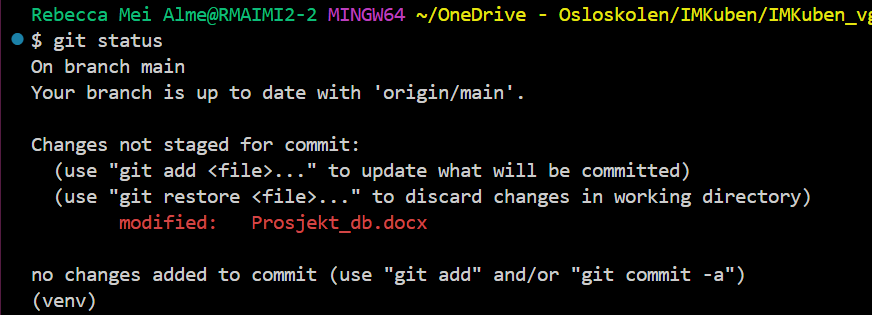 Rebecca Mei Alme@RMAIMI2-2 MINGW64 ~/OneDrive - Osloskolen/IMKuben/IMKuben_vg
$ git status
On branch main
Your branch is up to date with 'origin/main'.

Changes not staged for commit:
  (use "git add <file>..." to update what will be committed)
  (use "git restore <file>..." to discard changes in working directory)
        modified:   Prosjekt_db.docx

no changes added to commit (use "git add" and/or "git commit -a")
(venv)